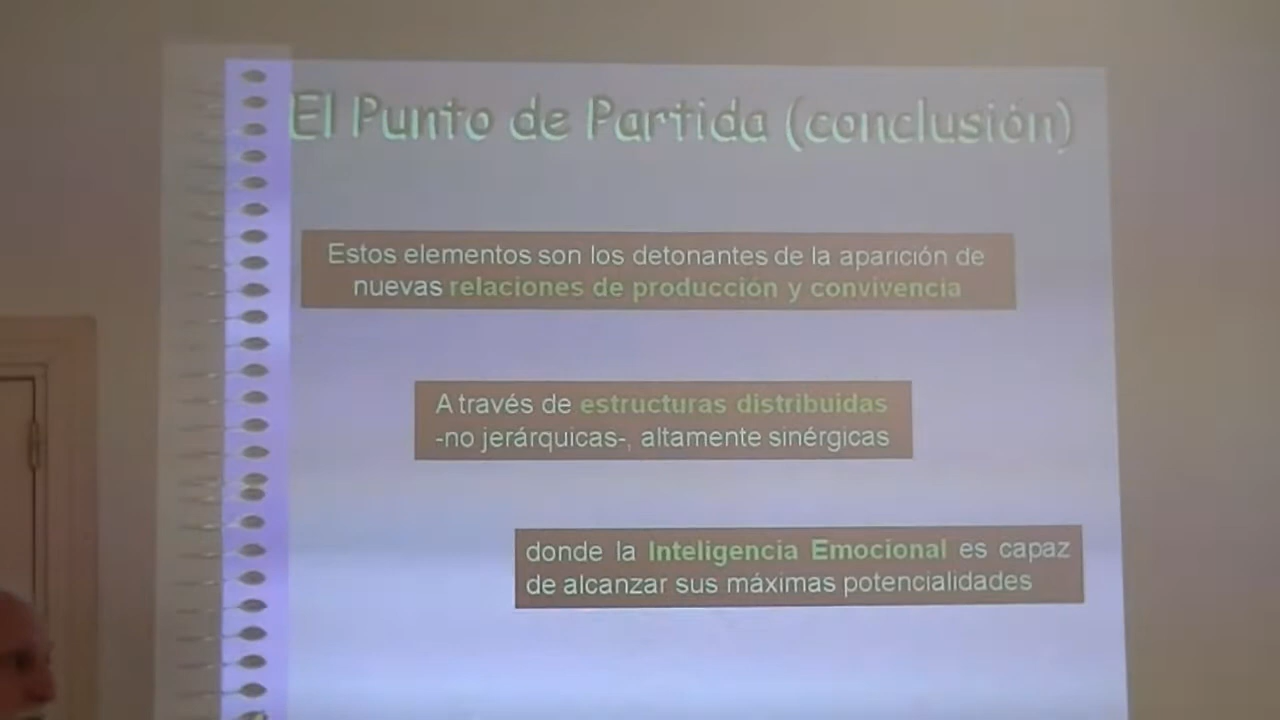 El Punto de Partida (conclusión)
Estos elementos son los detonantes de la aparición de
nuevas relaciones de producción y convivencia
A través de estructuras distribuidas
-no jerárquicas-, altamente sinérgicas
donde la Inteligencia Emocional es capaz
de alcanzar sus máximas potencialidades